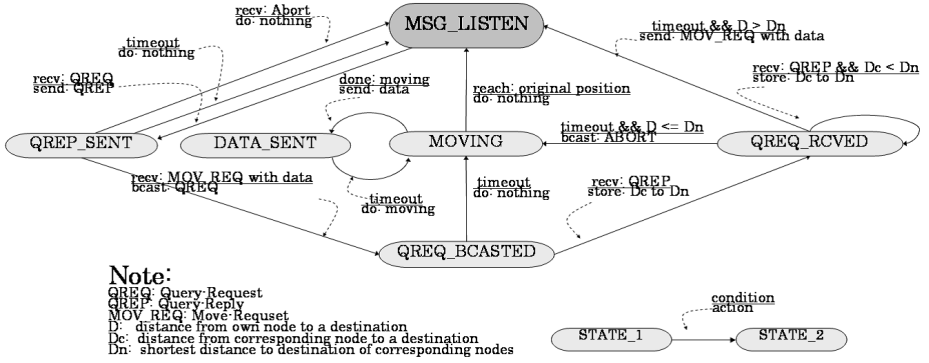 recv: Abort
do: nothing
MSG_LISTEN
timeout && D > Dn
send: MOV_REQ with data
timeout
do: nothing
recv: QREQ
send: QREP
done: moving
send: data
reach: original position
do: nothing
recv: QREP && Dc < Dn
store: Dc to Dn
QREP_SENT
DATA_SENT
MOVING
timeout && D <= Dn
bcast: ABORT
QREQ_RCVED
recv: MOV_REQ with data
bcast: QREQ
timeout
do: moving
timeout
do: nothing
recv: QREP
store: Dc to Dn
QREQ_BCASTED
Note:
QREQ: Query-Request
QREP: Query-Reply
MOV_REQ: Move-Requset
D: distance from own node to a destination
Dc: distance from corresponding node to a destination
Dn: shortest distance to destination of corresponding nodes
condition
action
STATE_1
STATE_2